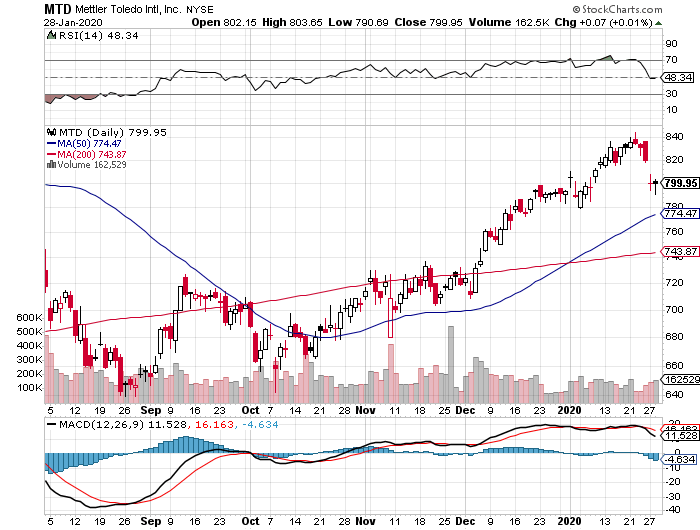 MTD Mettler Toledo Intl, Inc. NYSE © StockCharts.com
28-Jan-2020 Open 802.15 High 803.65 Low 790.69 Close 799.95 Volume 162.5K Chg +0.07 (+0.01%)
RSI(14) 48.34
90
70
48.34
30
10
MTD (Daily) 799.95
MA(50) 774.47
MA(200) 743.87
Volume 162,529
840
820
799.95
780
774.47
760
743.87
740
720
700
680
660
640
162529
600K
500K
400K
300K
200K
100K
5 12 19 26 Sep 9 16 23 Oct 7 14 21 28 Nov 11 18 25 Dec 9 16 23 2020 13 21 27
MACD(12,26,9) 11.528, 16.163, -4.634
20
16.163
11.528
0
-4.634
-10
-20
-30
-40
5 12 19 26 Sep 9 16 23 Oct 7 14 21 28 Nov 11 18 25 Dec 9 16 23 2020 13 21 27